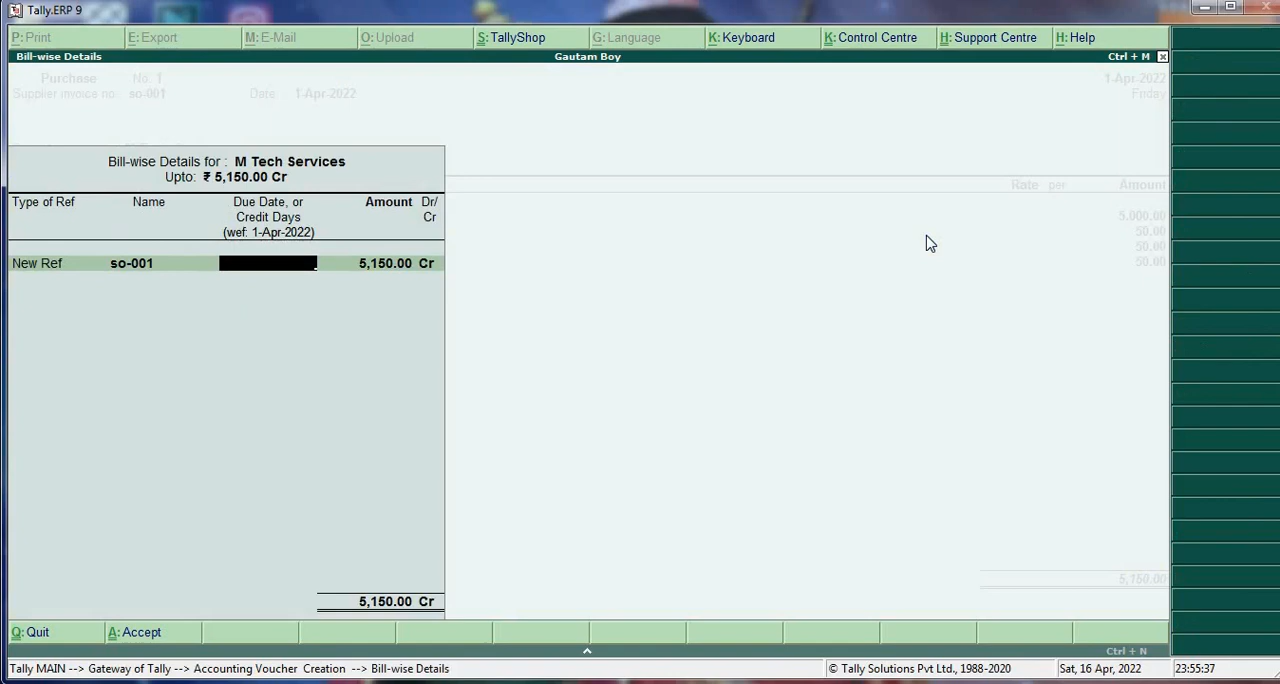 Tally.ERP 9
P: Print E: Export M: E-Mail O: Upload S: TallyShop G: Language K: Keyboard K: Control Centre H: Support Centre H: Help
Bill-wise Details Gautam Boy Ctrl + M
Purchase No. 1 1-Apr-2022
Supplier invoice no. so-001 Date 1-Apr-2022 Friday
Bill-wise Details for : M Tech Services
Upto: ₹ 5,150.00 Cr
Rate per Amount
Type of Ref Name Due Date, or Amount Dr/
Credit Days Cr
(wef: 1-Apr-2022)
5,000.00
50.00
50.00
50.00
New Ref so-001 5,150.00 Cr
5,150.00
5,150.00 Cr
Q: Quit A: Accept
Ctrl + N
Tally MAIN --> Gateway of Tally --> Accounting Voucher Creation --> Bill-wise Details © Tally Solutions Pvt Ltd., 1988-2020 Sat, 16 Apr, 2022 23:55:37